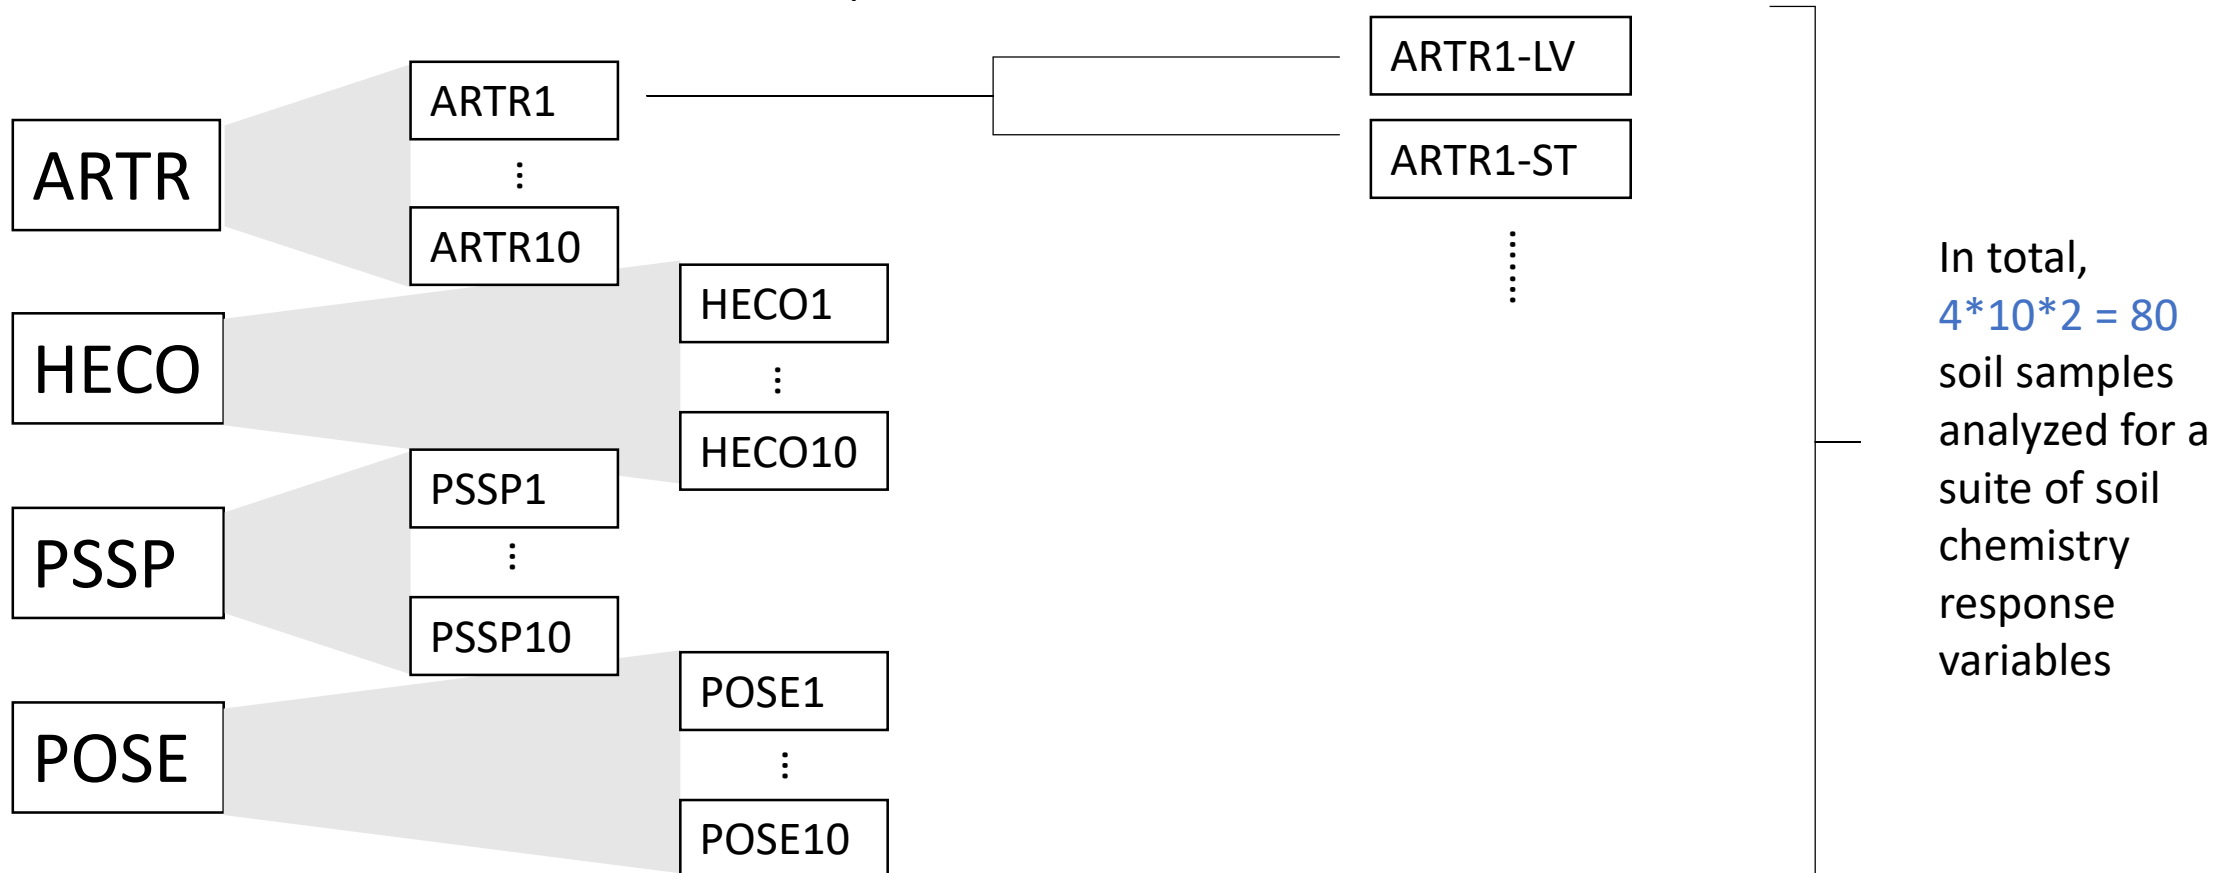 ARTR
HECO
PSSP
POSE
ARTR1
...
ARTR10
HECO1
...
HECO10
PSSP1
...
PSSP10
POSE1
...
POSE10
ARTR1-LV
ARTR1-ST
.......
In total,
4*10*2 = 80
soil samples
analyzed for a
suite of soil
chemistry
response
variables